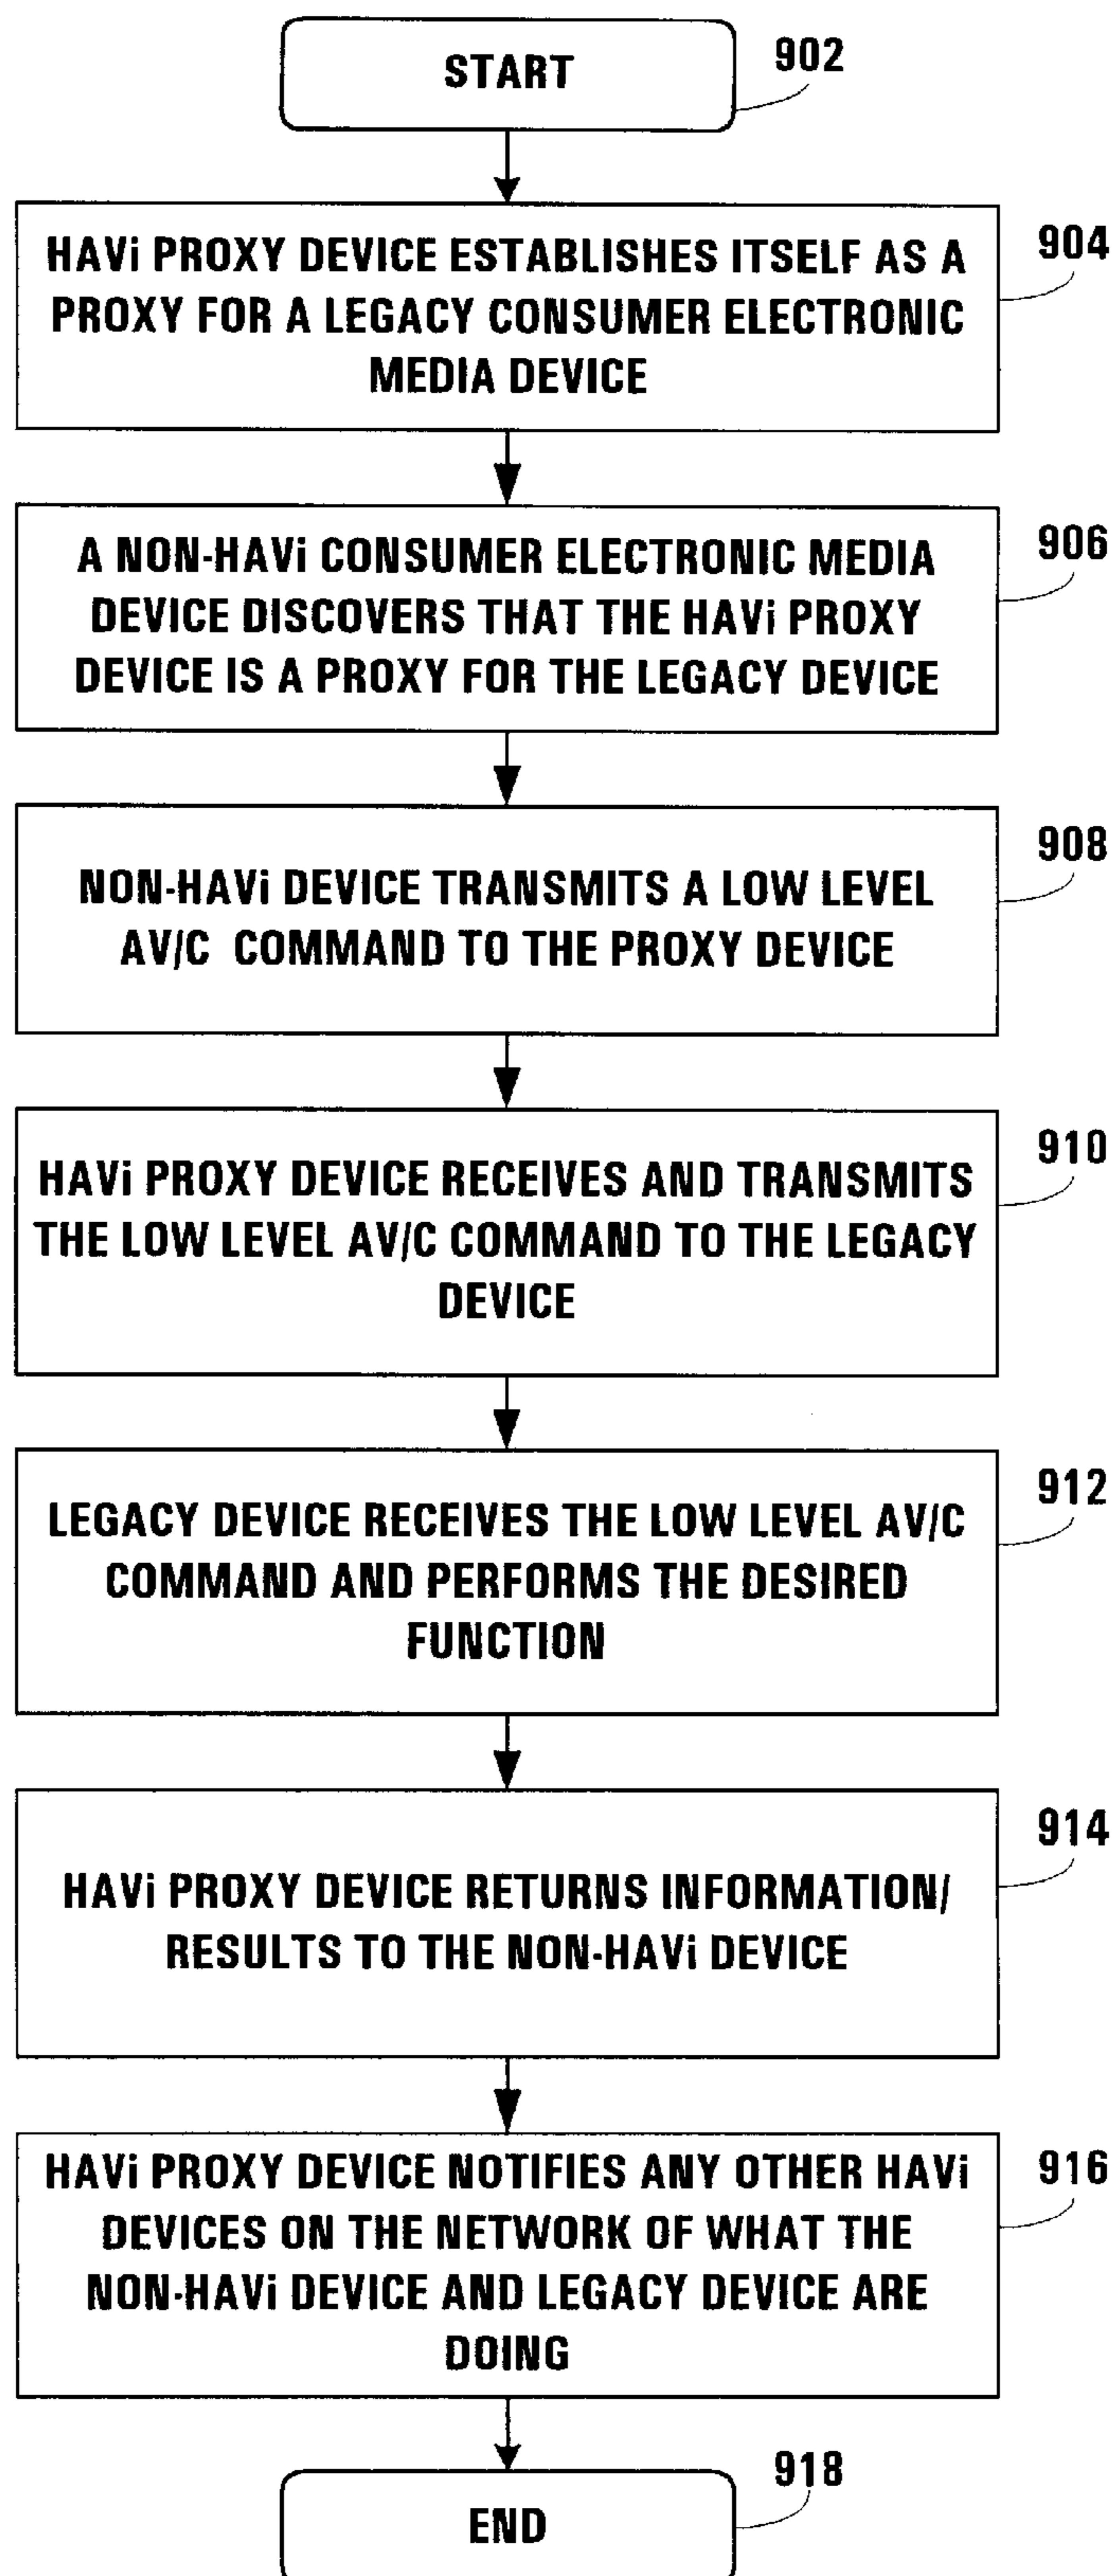 START
902
HAVi PROXY DEVICE ESTABLISHES ITSELF AS A
PROXY FOR A LEGACY CONSUMER ELECTRONIC
MEDIA DEVICE
904
A NON-HAVi CONSUMER ELECTRONIC MEDIA
DEVICE DISCOVERS THAT THE HAVi PROXY
DEVICE IS A PROXY FOR THE LEGACY DEVICE
906
NON-HAVi DEVICE TRANSMITS A LOW LEVEL
AV/C COMMAND TO THE PROXY DEVICE
908
HAVi PROXY DEVICE RECEIVES AND TRANSMITS
THE LOW LEVEL AV/C COMMAND TO THE LEGACY
DEVICE
910
LEGACY DEVICE RECEIVES THE LOW LEVEL AV/C
COMMAND AND PERFORMS THE DESIRED
FUNCTION
912
HAVi PROXY DEVICE RETURNS INFORMATION/
RESULTS TO THE NON-HAVi DEVICE
914
HAVi PROXY DEVICE NOTIFIES ANY OTHER HAVi
DEVICES ON THE NETWORK OF WHAT THE
NON-HAVi DEVICE AND LEGACY DEVICE ARE
DOING
916
END
918